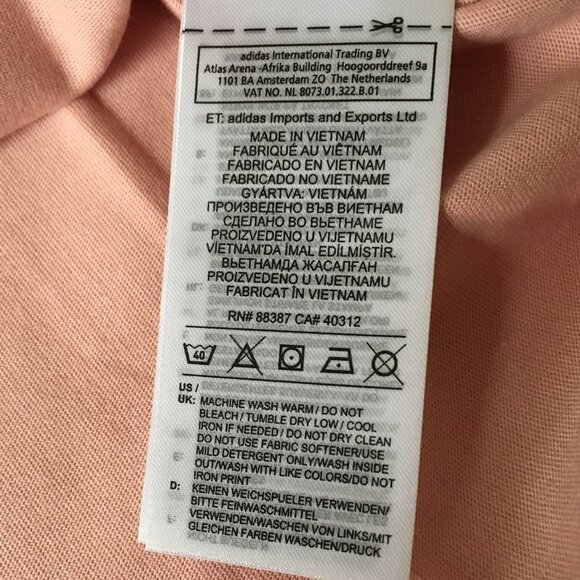 adidas International Trading BV
Atlas Arena -Afrika Building Hoogoorddreef 9a
1101 BA Amsterdam ZO The Netherlands
VAT NO. NL 8073.01.322.B.01
ET: adidas Imports and Exports Ltd
MADE IN VIETNAM
FABRIQUÉ AU VIÊTNAM
FABRICADO EN VIETNAM
FABRICADO NO VIETNAME
GYÁRTVA: VIETNÁM
ПРОИЗВЕДЕНО ВЪВ ВИЕТНАМ
СДЕЛАНО ВО ВЬЕТНАМЕ
PROIZVEDENO U VIJETNAMU
VİETNAM'DA İMAL EDİLMİŞTİR.
ВЬЕТНАМДА ЖАСАЛҒАН
PROIZVEDENO U VIJETNAMU
FABRICAT ÎN VIETNAM
RN# 88387 CA# 40312
40
US /
UK: MACHINE WASH WARM / DO NOT
BLEACH / TUMBLE DRY LOW / COOL
IRON IF NEEDED / DO NOT DRY CLEAN
DO NOT USE FABRIC SOFTENER/USE
MILD DETERGENT ONLY/WASH INSIDE
OUT/WASH WITH LIKE COLORS/DO NOT
IRON PRINT
D: KEINEN WEICHSPUELER VERWENDEN/
BITTE FEINWASCHMITTEL
VERWENDEN/WASCHEN VON LINKS/MIT
GLEICHEN FARBEN WASCHEN/DRUCK